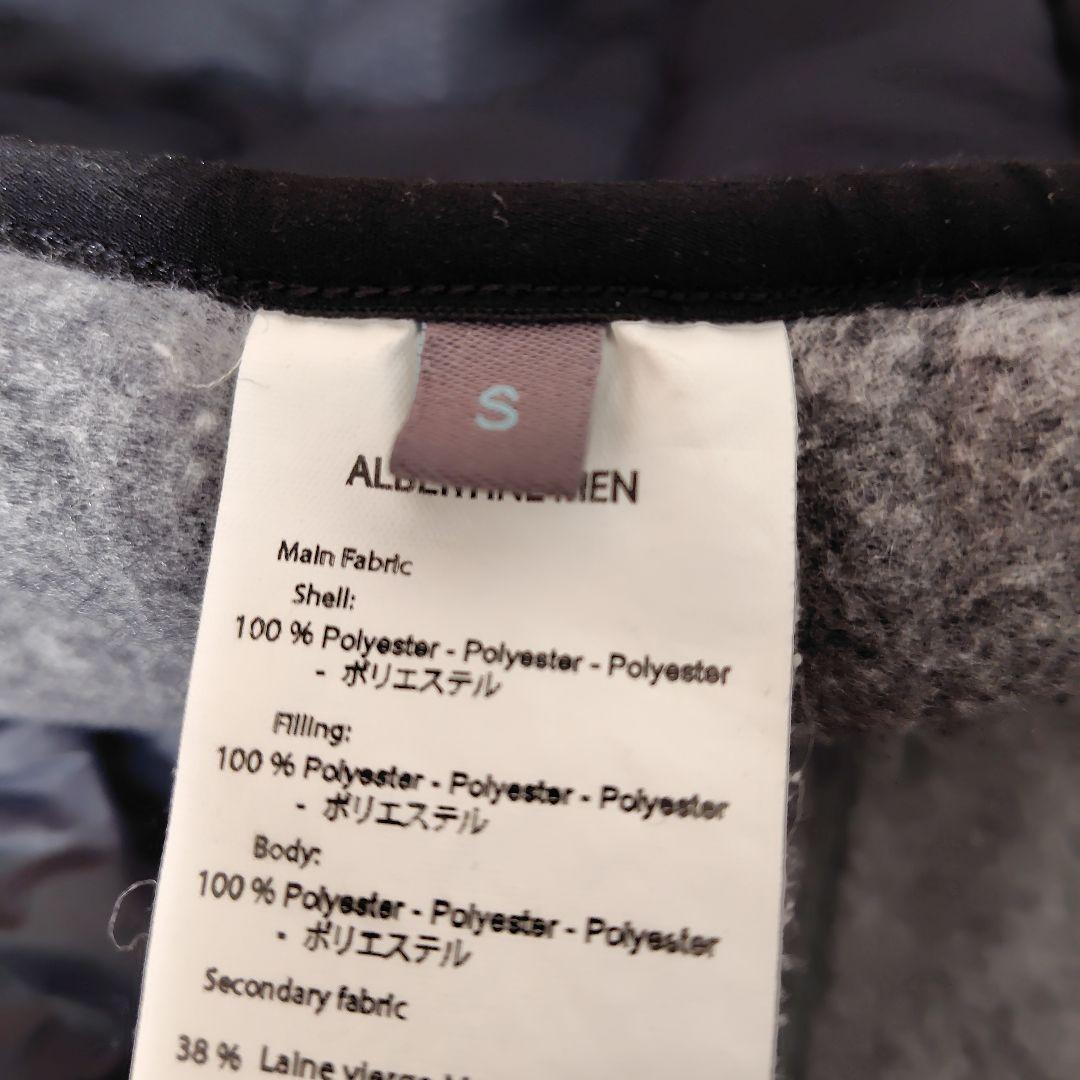 S
MEN
Main Fabric
Shell:
100 % Polyester - Polyester - Polyester
- ポリエステル
Filling:
100 % Polyester - Polyester - Polyester
- ポリエステル
Body:
100 % Polyester - Polyester - Polyester
- ポリエステル
Secondary fabric
38 % Laine vierge